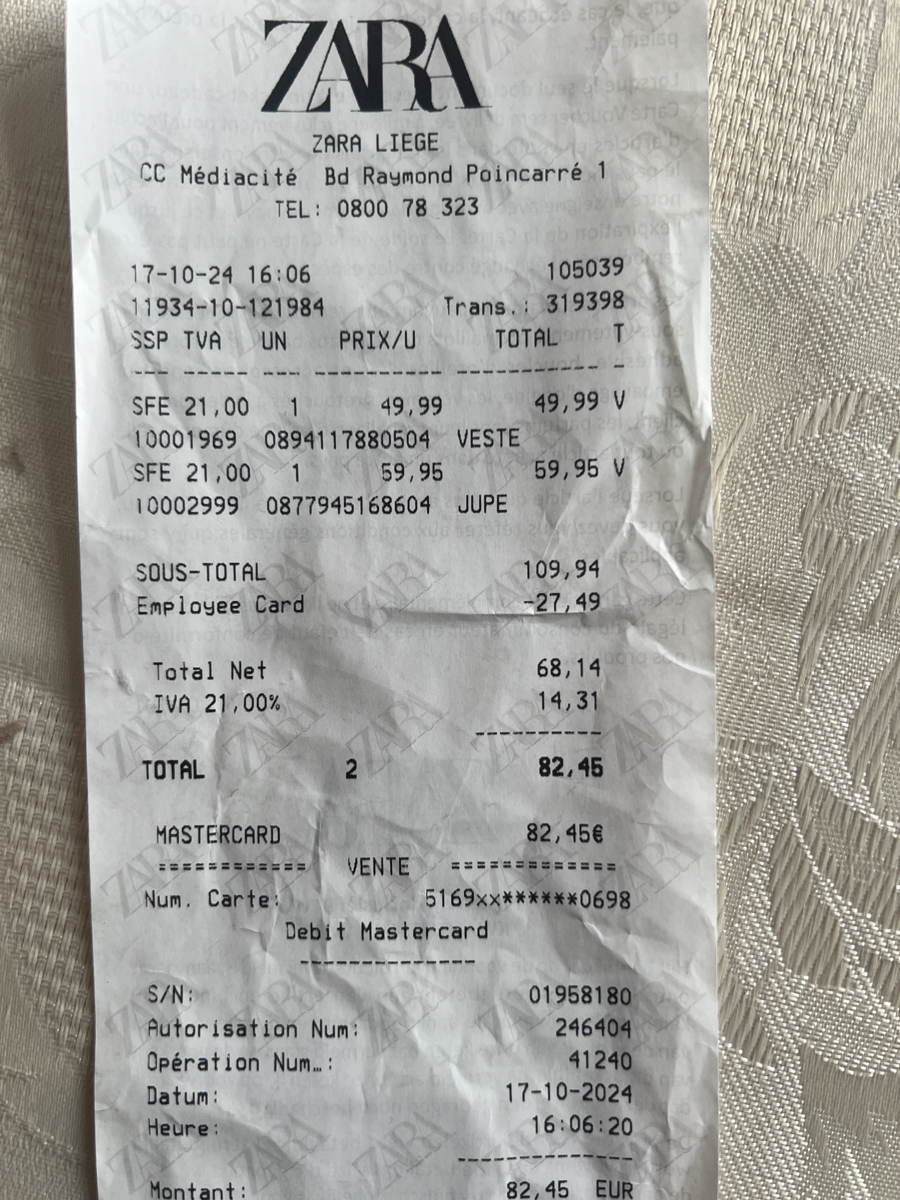 ZARA
ZARA LIEGE
CC Médiacité Bd Raymond Poincarré 1
TEL: 0800 78 323
17-10-24 16:06 105039
11934-10-121984 Trans.: 319398
SSP TVA UN PRIX/U TOTAL T
--- ----- --- ---------- ----------- -
SFE 21,00 1 49,99 49,99 V
10001969 0894117880504 VESTE
SFE 21,00 1 59,95 59,95 V
10002999 0877945168604 JUPE
SOUS-TOTAL 109,94
Employee Card -27,49
Total Net 68,14
IVA 21,00% 14,31
----------
TOTAL 2 82,45
MASTERCARD 82,45€
============ VENTE =============
Num. Carte: 5169xx******0698
Debit Mastercard
--------------
S/N: 01958180
Autorisation Num: 246404
Opération Num…: 41240
Datum: 17-10-2024
Heure: 16:06:20
--------------
Montant: 82,45 EUR